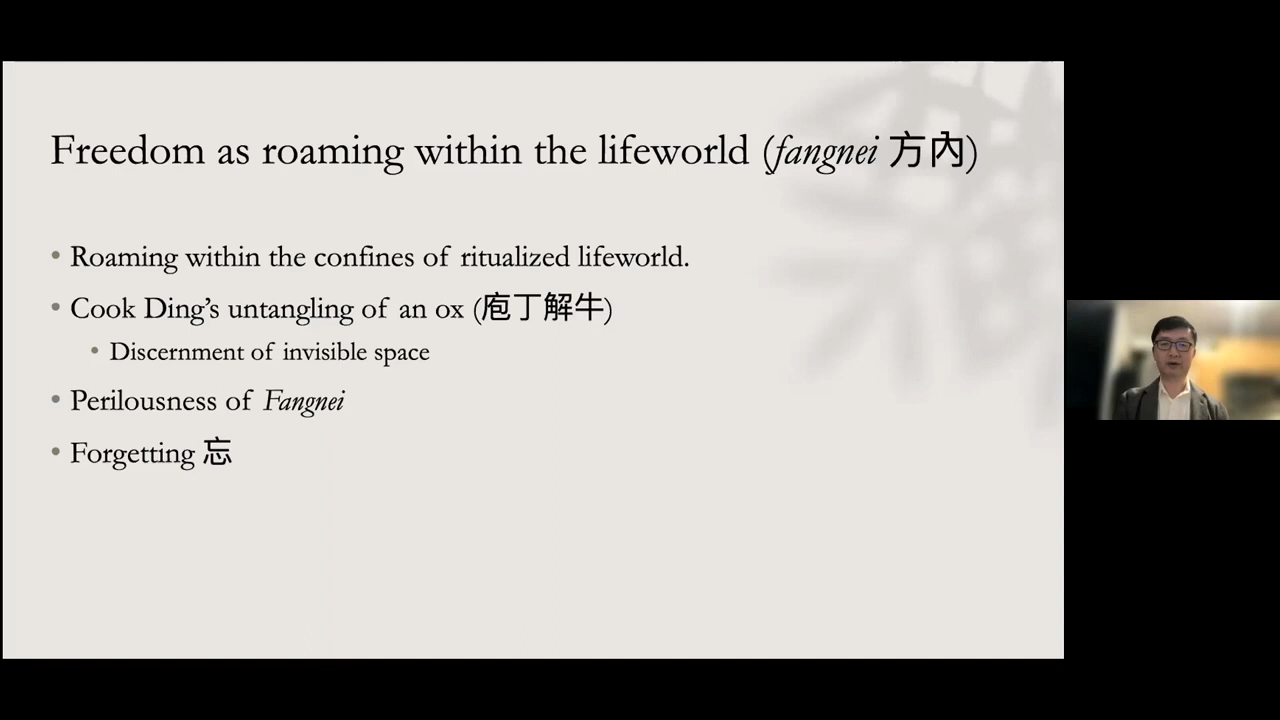 Freedom as roaming within the lifeworld (fangnei 方內)
• Roaming within the confines of ritualized lifeworld.
• Cook Ding’s untangling of an ox (庖丁解牛)
• Discernment of invisible space
• Perilousness of Fangnei
• Forgetting 忘